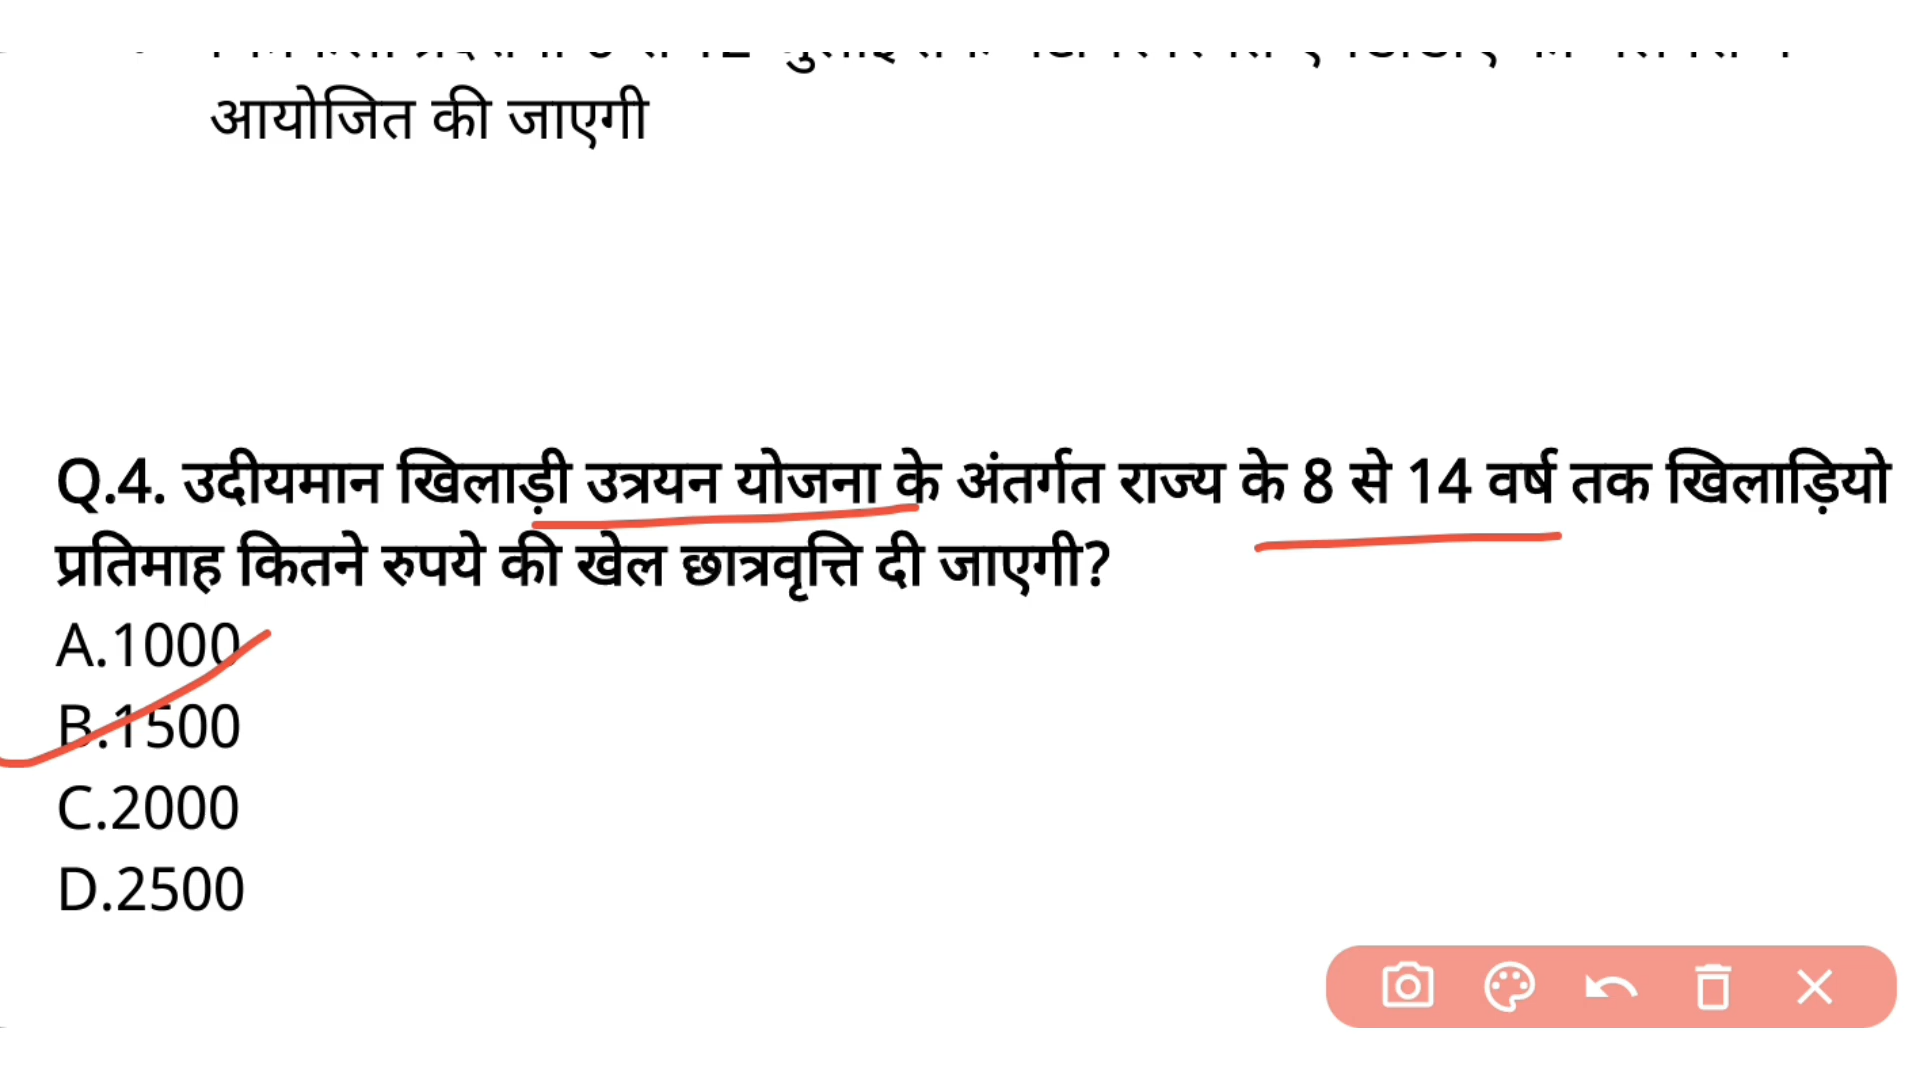 आयोजित की जाएगी
Q.4. उदीयमान खिलाड़ी उत्रयन योजना के अंतर्गत राज्य के 8 से 14 वर्ष तक खिलाड़ियो
प्रतिमाह कितने रुपये की खेल छात्रवृत्ति दी जाएगी?
A.1000
B.1500
C.2000
D.2500